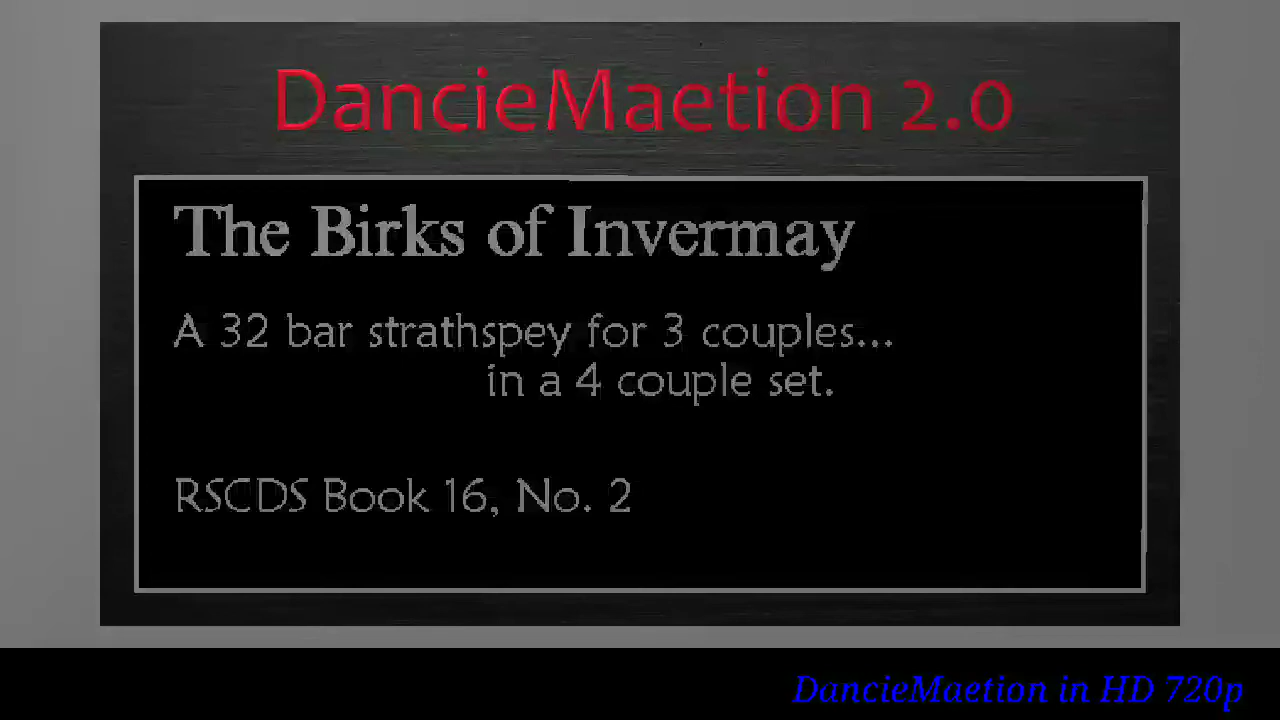 DancieMaetion 2.0
The Birks of Invermay
A 32 bar strathspey for 3 couples...
in a 4 couple set.
RSCDS Book 16, No. 2
DancieMaetion in HD 720p